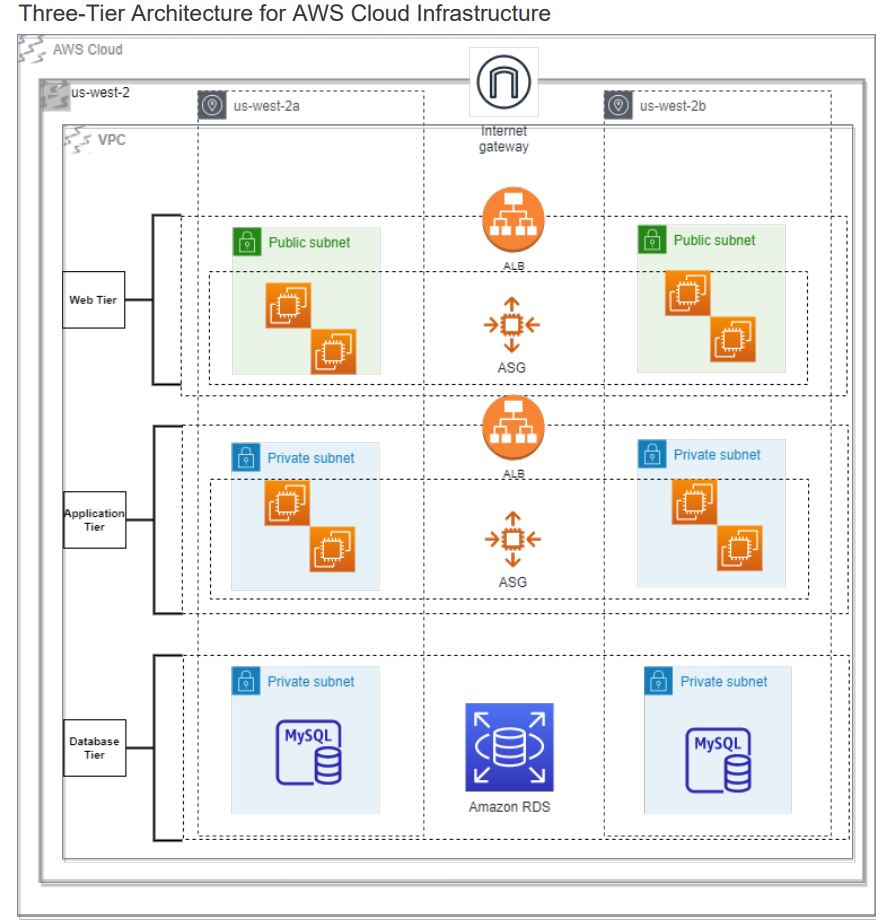 Three-Tier Architecture for AWS Cloud Infrastructure
AWS Cloud
us-west-2
us-west-2a
us-west-2b
Internet
gateway
VPC
ALB
Public subnet
Public subnet
Web Tier
ASG
ALB
Private subnet
Private subnet
Application
Tier
ASG
Private subnet
Private subnet
Database
Tier
MySQL
MySQL
Amazon RDS